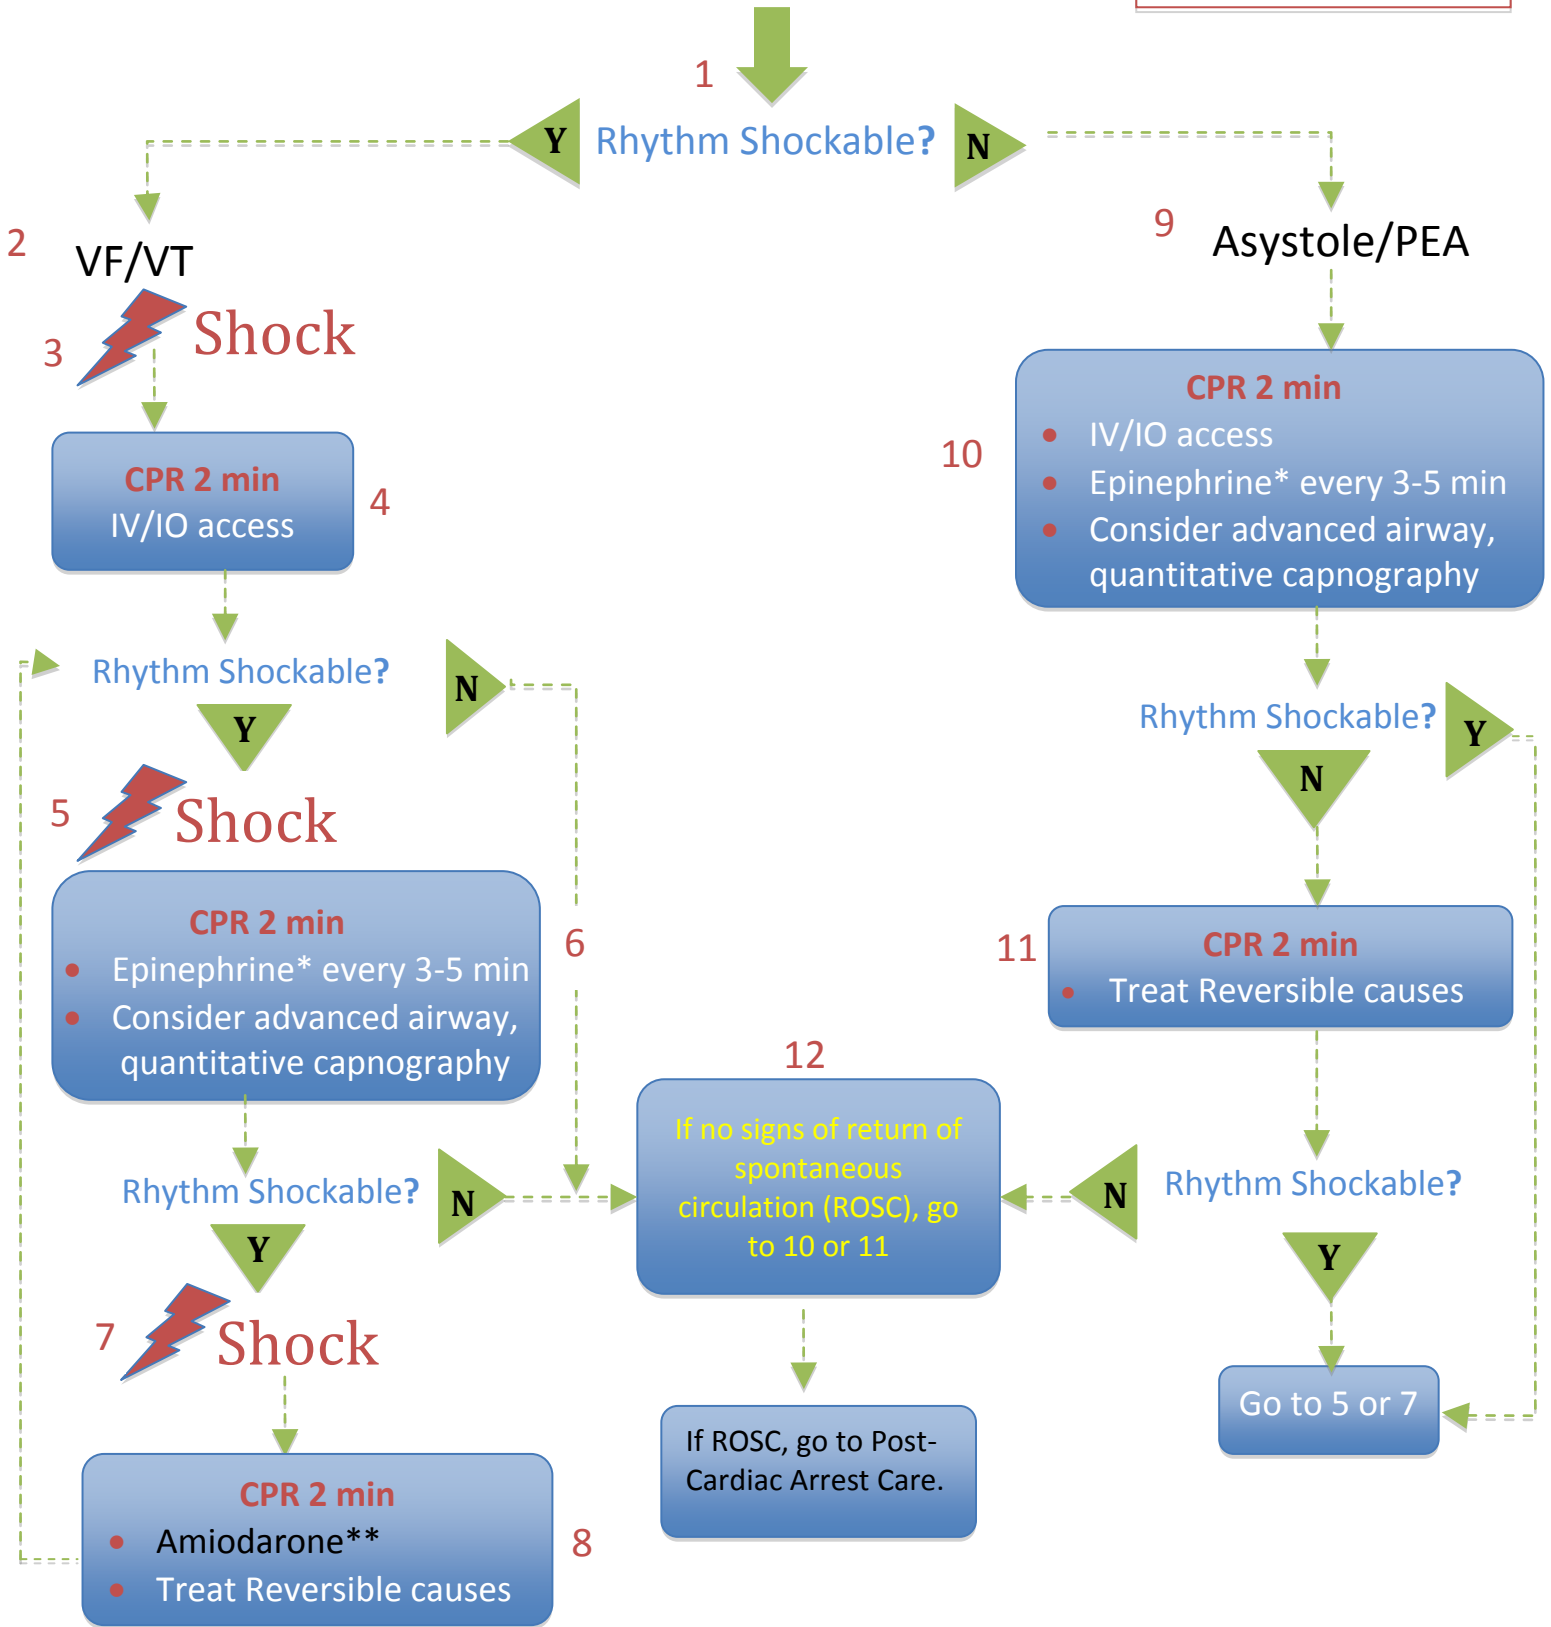 1
Y
Rhythm Shockable?
N
2
VF/VT
3
Shock
CPR 2 min
IV/IO access
4
Rhythm Shockable?
N
Y
5
Shock
CPR 2 min
Epinephrine* every 3-5 min
Consider advanced airway,
quantitative capnography
6
Rhythm Shockable?
N
Y
7
Shock
CPR 2 min
Amiodarone**
Treat Reversible causes
8
9
Asystole/PEA
10
CPR 2 min
IV/IO access
Epinephrine* every 3-5 min
Consider advanced airway,
quantitative capnography
Rhythm Shockable?
Y
N
11
CPR 2 min
Treat Reversible causes
N
Rhythm Shockable?
Y
Go to 5 or 7
12
If no signs of return of
spontaneous
circulation (ROSC), go
to 10 or 11
If ROSC, go to Post-
Cardiac Arrest Care.